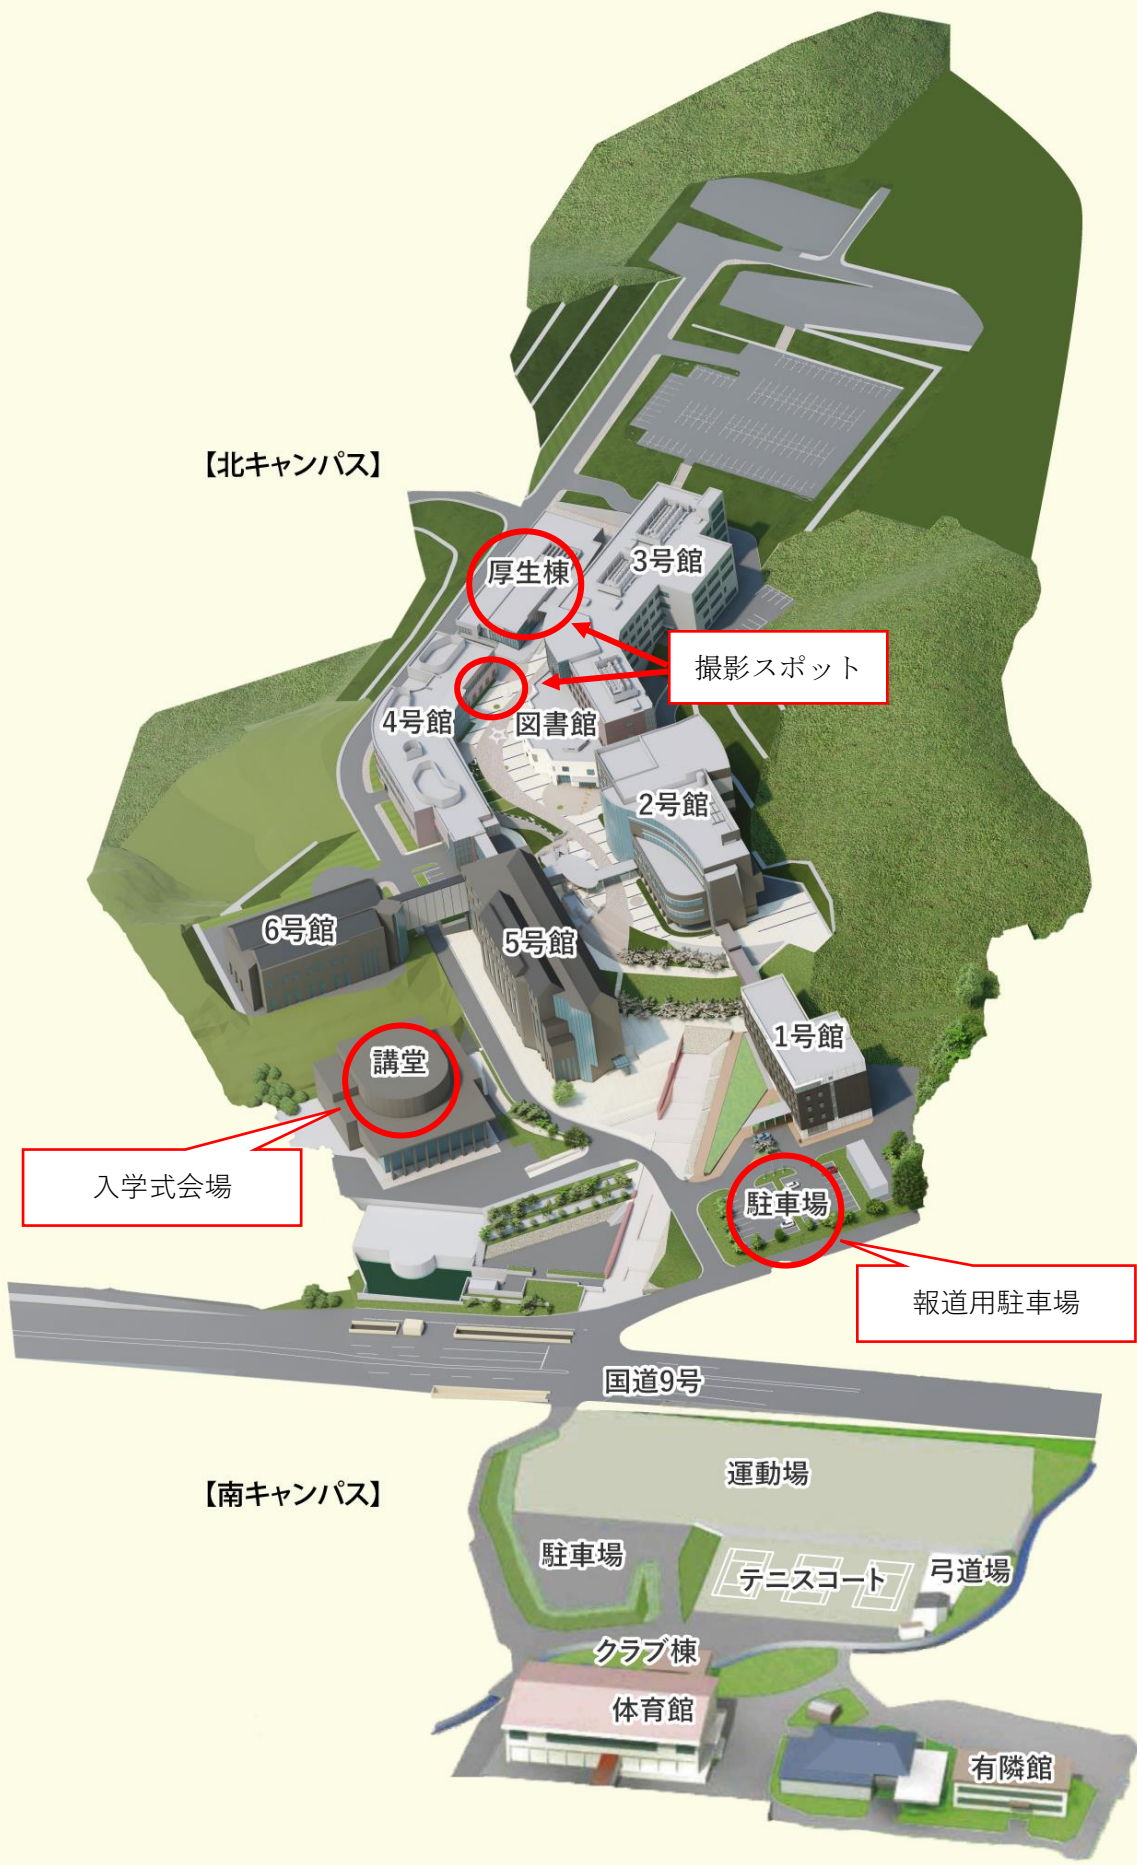 【北キャンパス】
厚生棟
3号館
撮影スポット
4号館
図書館
2号館
6号館
5号館
1号館
講堂
入学式会場
駐車場
報道用駐車場
国道9号
【南キャンパス】
運動場
駐車場
テニスコート
弓道場
クラブ棟
体育館
有隣館